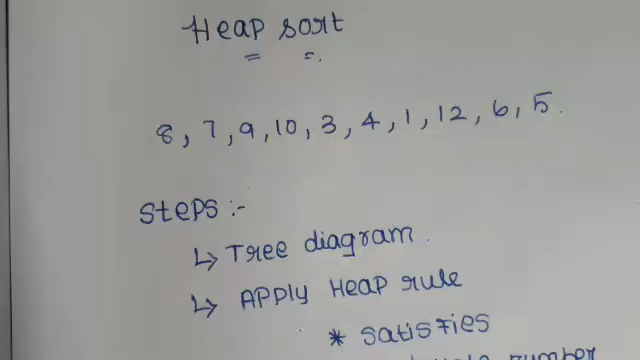 Heap sort
8, 7, 9, 10, 3, 4, 1, 12, 6, 5.
Steps :-
↳ Tree diagram.
↳ Apply Heap rule
* satisfies
number